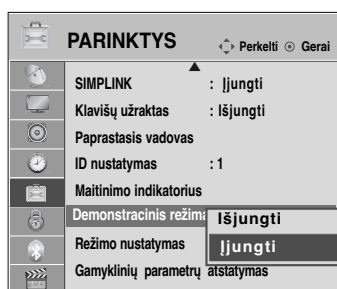 PARINKTYS Perkelti Gerai
SIMPLINK : Įjungti
Klavišų užraktas : Išjungti
Paprastasis vadovas
ID nustatymas : 1
Maitinimo indikatorius
Demonstracinis režima
Išjungti
Režimo nustatymas
Įjungti
Gamyklinių parametrų atstatymas